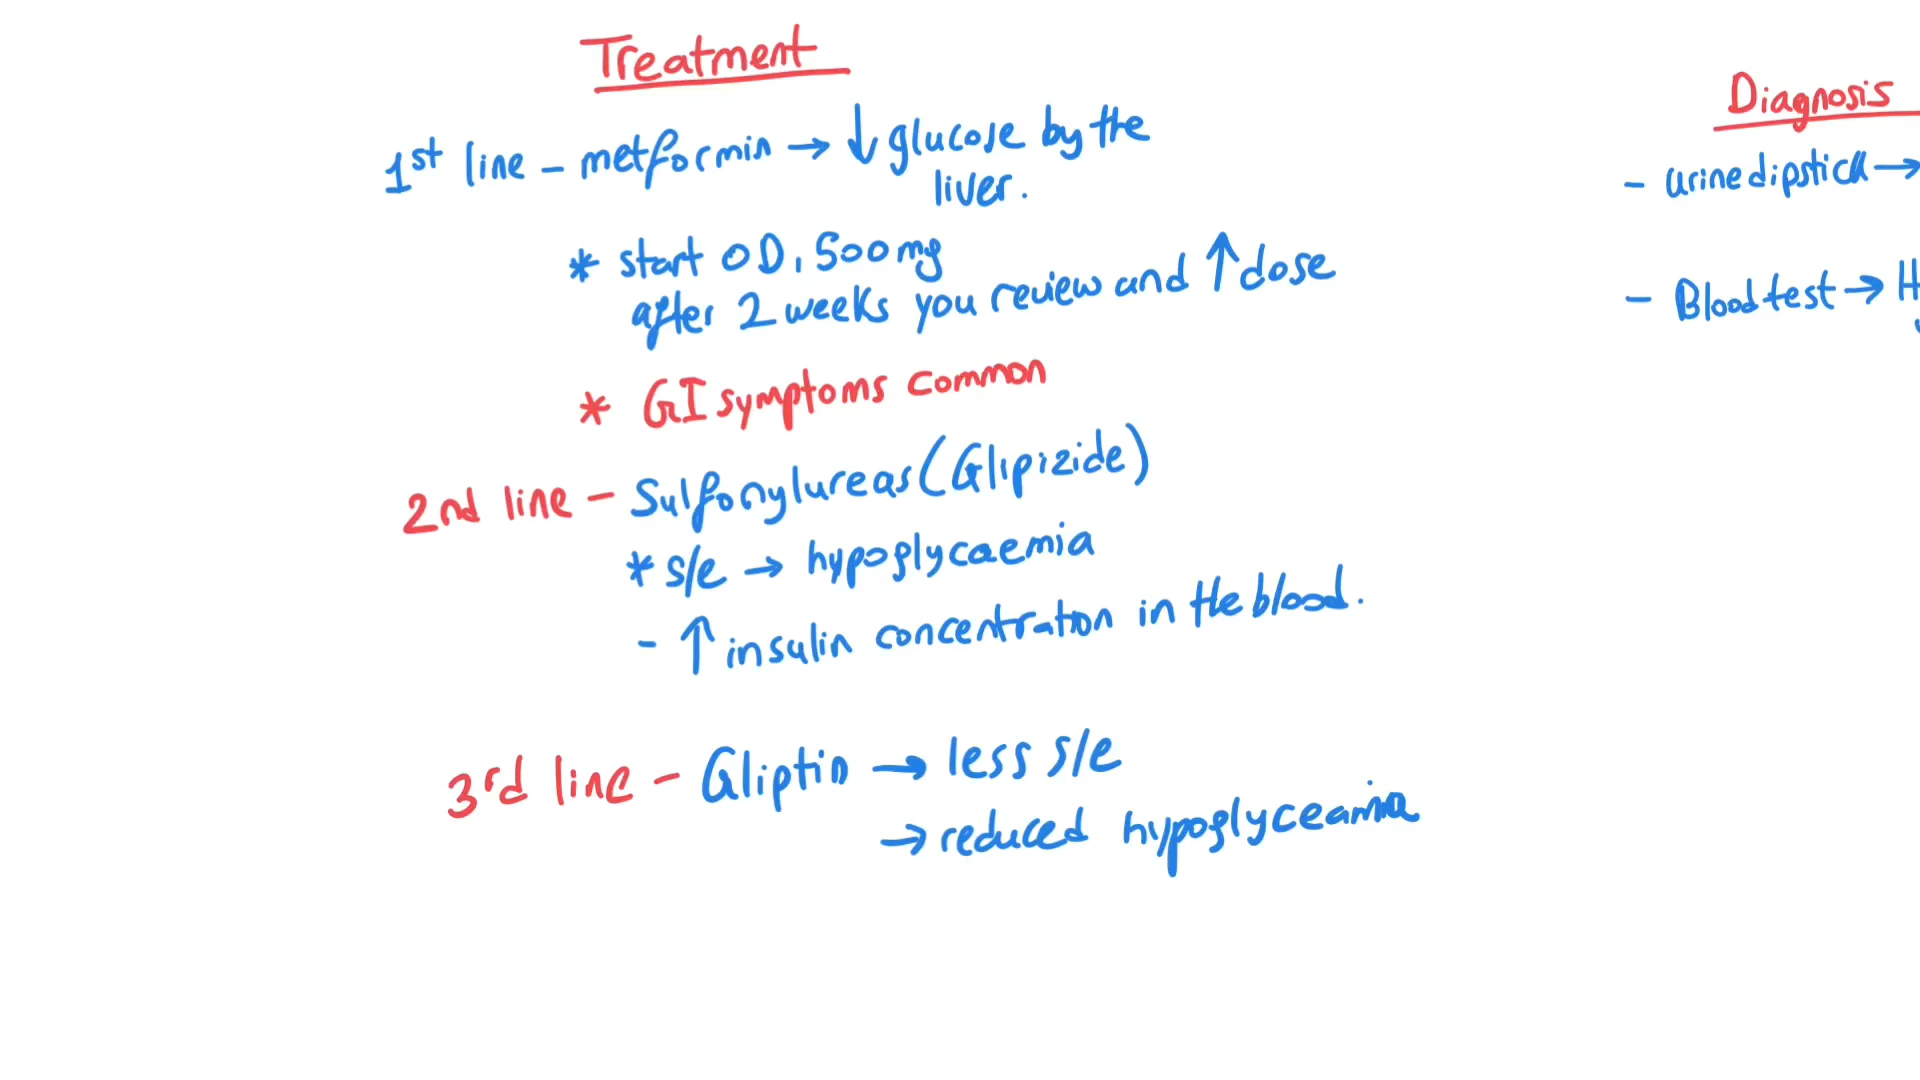 Treatment
1st line - metformin → ↓ glucose by the
liver.
* start OD, 500mg
after 2 weeks you review and ↑ dose
* GI symptoms common
2nd line - Sulfonylureas (Glipizide)
* s/e → hypoglycaemia
- ↑ insulin concentration in the blood.
3rd line - Gliptin → less s/e
→ reduced hypoglyceamia
Diagnosis
- urine dipstick →
- Blood test → H